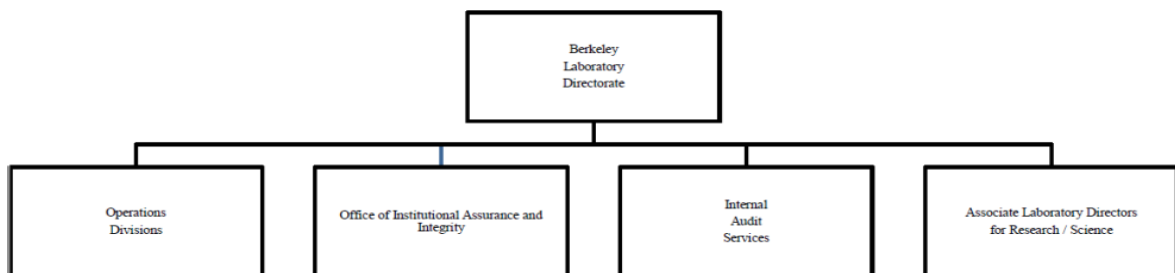 Berkeley
Laboratory
Directorate
Operations
Divisions
Office of Institutional Assurance and
Integrity
Internal
Audit
Services
Associate Laboratory Directors
for Research / Science